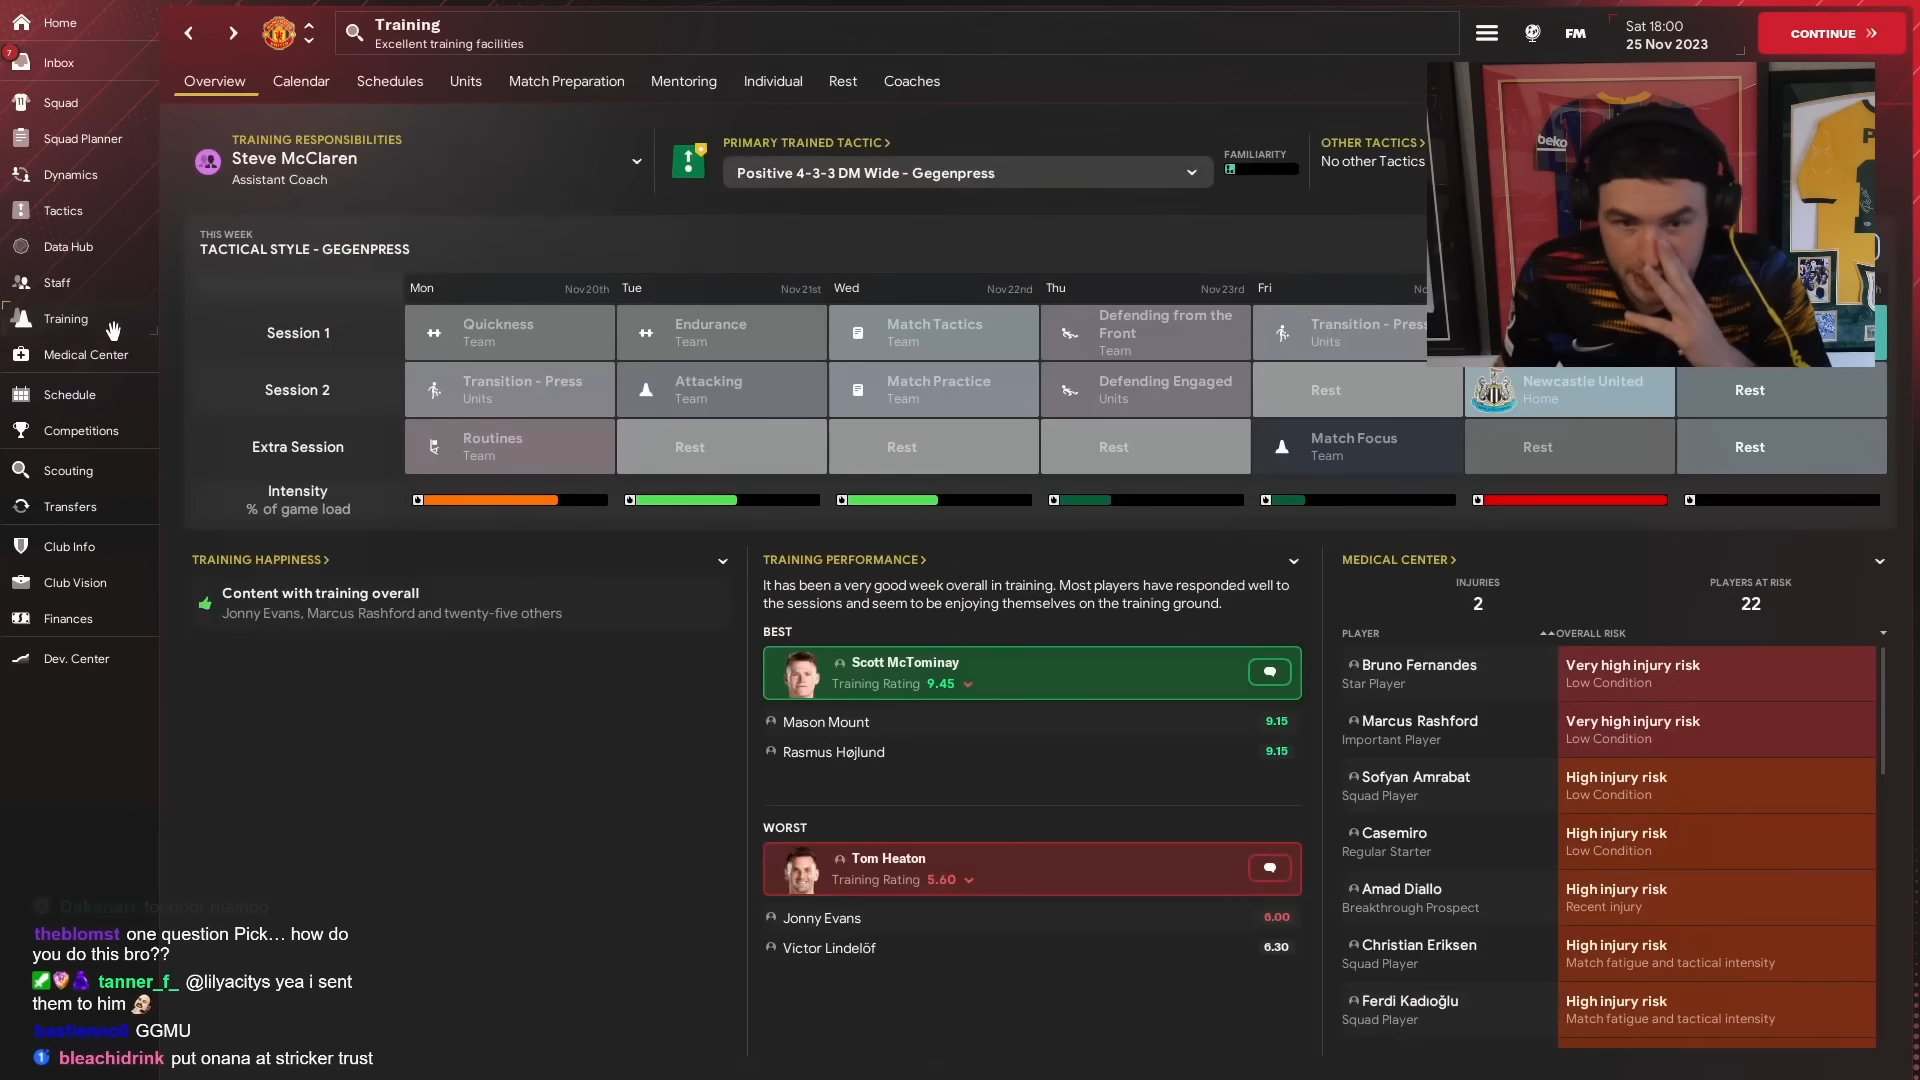 Home
7
Inbox
Squad
Squad Planner
Dynamics
Tactics
Data Hub
Staff
Training
Medical Center
Schedule
Competitions
Scouting
Transfers
Club Info
Club Vision
Finances
Dev. Center
Training
Excellent training facilities
FM
Sat 18:00
25 Nov 2023
CONTINUE
Overview Calendar Schedules Units Match Preparation Mentoring Individual Rest Coaches
TRAINING RESPONSIBILITIES
Steve McClaren
Assistant Coach
PRIMARY TRAINED TACTIC >
Positive 4-3-3 DM Wide - Gegenpress
FAMILIARITY
OTHER TACTICS >
No other Tactics
beko
THIS WEEK
TACTICAL STYLE - GEGENPRESS
Mon Nov 20th Tue Nov 21st Wed Nov 22nd Thu Nov 23rd Fri
Session 1
Quickness
Team
Endurance
Team
Match Tactics
Team
Defending from the
Front
Team
Transition - Press
Units
Session 2
Transition - Press
Units
Attacking
Team
Match Practice
Team
Defending Engaged
Units
Rest
Newcastle United
Home
Rest
Extra Session
Routines
Team
Rest
Rest
Rest
Match Focus
Team
Rest
Rest
Intensity
% of game load
TRAINING HAPPINESS >
Content with training overall
Jonny Evans, Marcus Rashford and twenty-five others
TRAINING PERFORMANCE >
It has been a very good week overall in training. Most players have responded well to
the sessions and seem to be enjoying themselves on the training ground.
BEST
Scott McTominay
Training Rating 9.45
Mason Mount 9.15
Rasmus Højlund 9.15
WORST
Tom Heaton
Training Rating 5.60
Jonny Evans 6.00
Victor Lindelöf 6.30
MEDICAL CENTER >
INJURIES
2
PLAYERS AT RISK
22
PLAYER OVERALL RISK
Bruno Fernandes
Star Player
Very high injury risk
Low Condition
Marcus Rashford
Important Player
Very high injury risk
Low Condition
Sofyan Amrabat
Squad Player
High injury risk
Low Condition
Casemiro
Regular Starter
High injury risk
Low Condition
Amad Diallo
Breakthrough Prospect
High injury risk
Recent injury
Christian Eriksen
Squad Player
High injury risk
Match fatigue and tactical intensity
Ferdi Kadıoğlu
Squad Player
High injury risk
Match fatigue and tactical intensity
theblomst one question Pick... how do
you do this bro??
tanner_f_ @lilyacitys yea i sent
them to him
GGMU
bleachidrink put onana at stricker trust